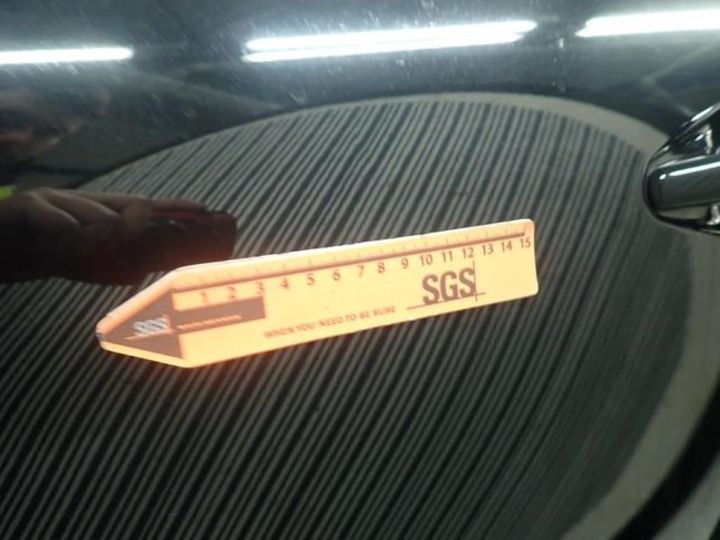 1 2 3 4 5 6 7 8 9 10 11 12 13 14 15
SGS
SGS
WHEN YOU NEED TO BE SURE